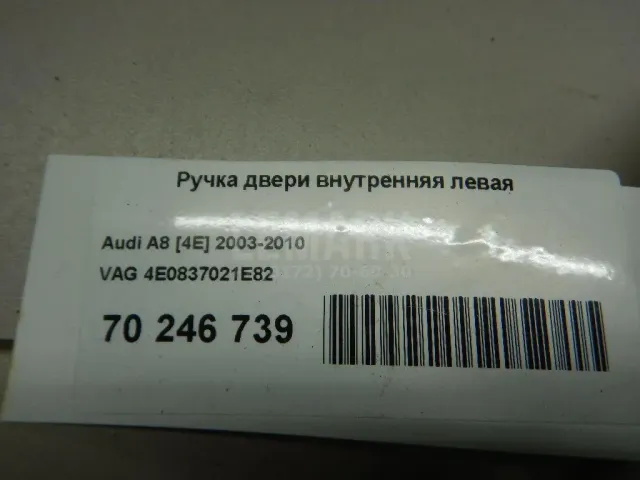 Ручка двери внутренняя левая
Audi A8 [4E] 2003-2010
VAG 4E0837021E82
70 246 739